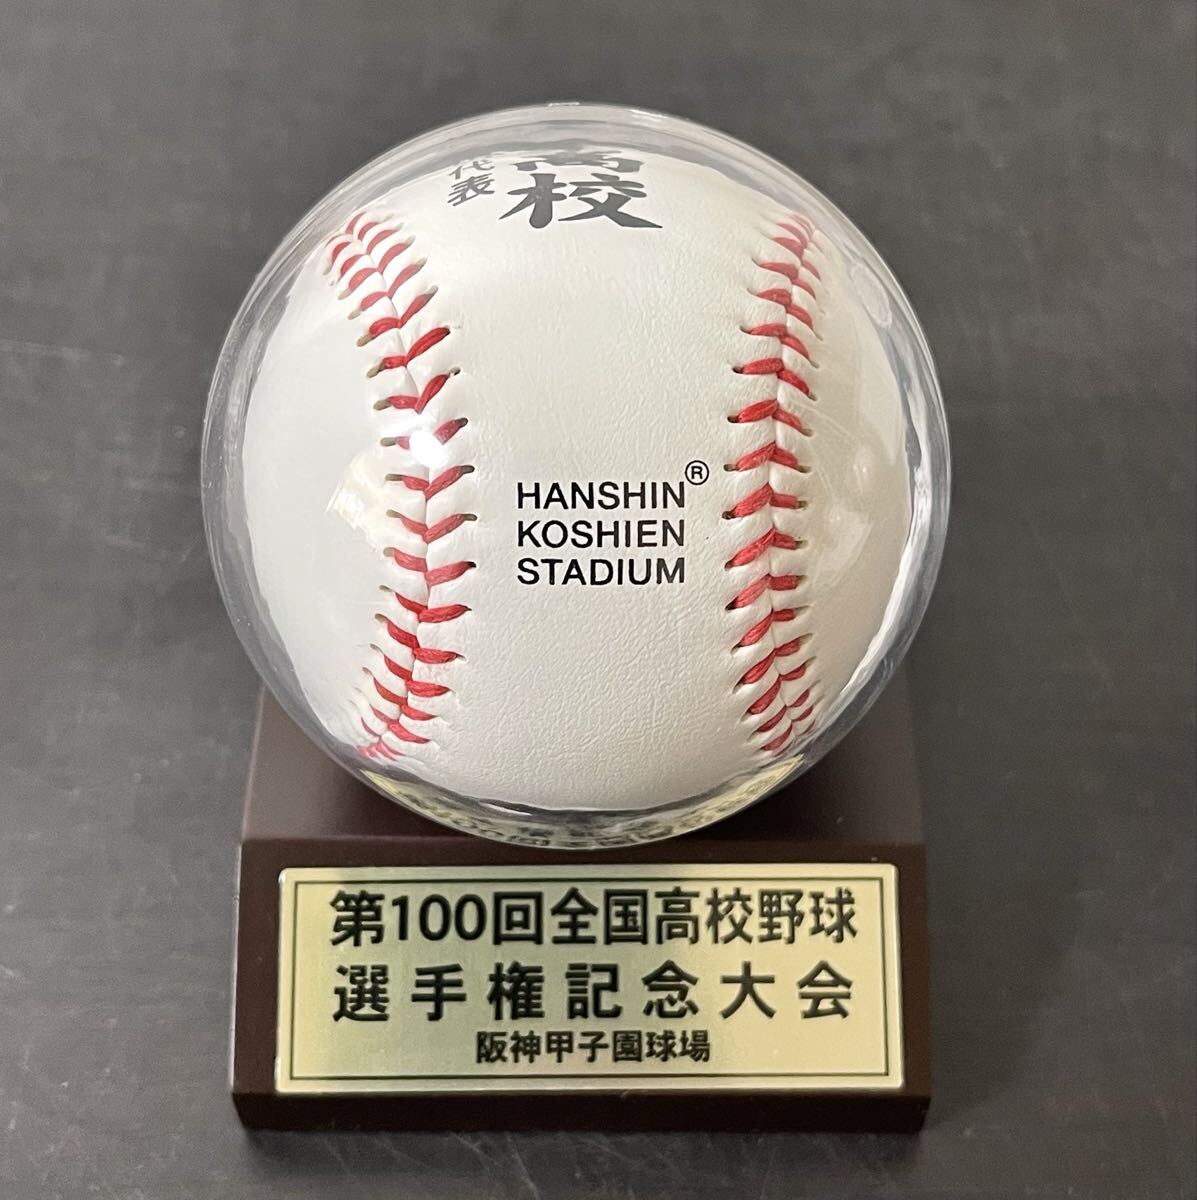 代表
高校
HANSHIN®
KOSHIEN
STADIUM
第100回全国高校野球
選手権記念大会
阪神甲子園球場